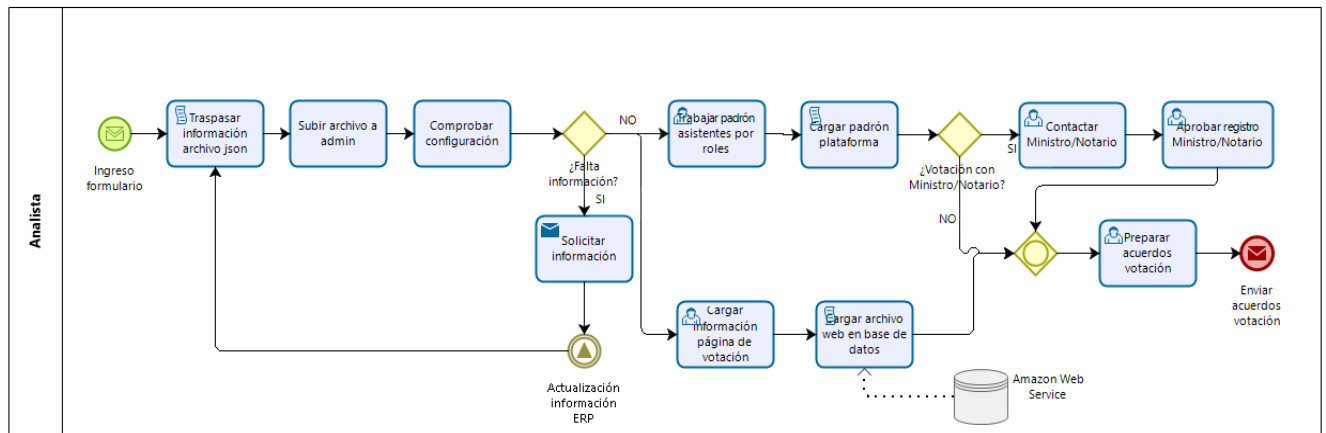 Analista
Ingreso
formulario
Traspasar
información
archivo json
Subir archivo a
admin
Comprobar
configuración
¿Falta
información?
NO
SI
Solicitar
información
Actualización
información
ERP
Trabajar padrón
asistentes por
roles
Cargar padrón
plataforma
¿Votación con
Ministro/Notario?
SI
NO
Contactar
Ministro/Notario
Aprobar registro
Ministro/Notario
Cargar
información
página de
votación
Cargar archivo
web en base de
datos
Amazon Web
Service
Preparar
acuerdos
votación
Enviar
acuerdos
votación